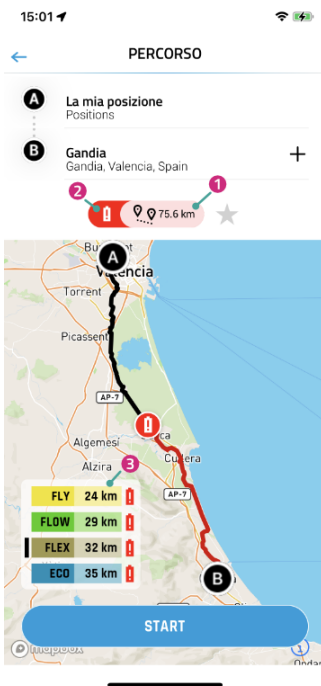 15:01
PERCORSO
A
La mia posizione
Positions
B
Gandia
Gandia, Valencia, Spain
2
1
75.6 km
A
Valencia
Torrent
Picassent
AP-7
Algemesí
3
Cullera
Alzira
FLY 24 km
AP-7
FLOW 29 km
FLEX 32 km
ECO 35 km
B
START
mapbox